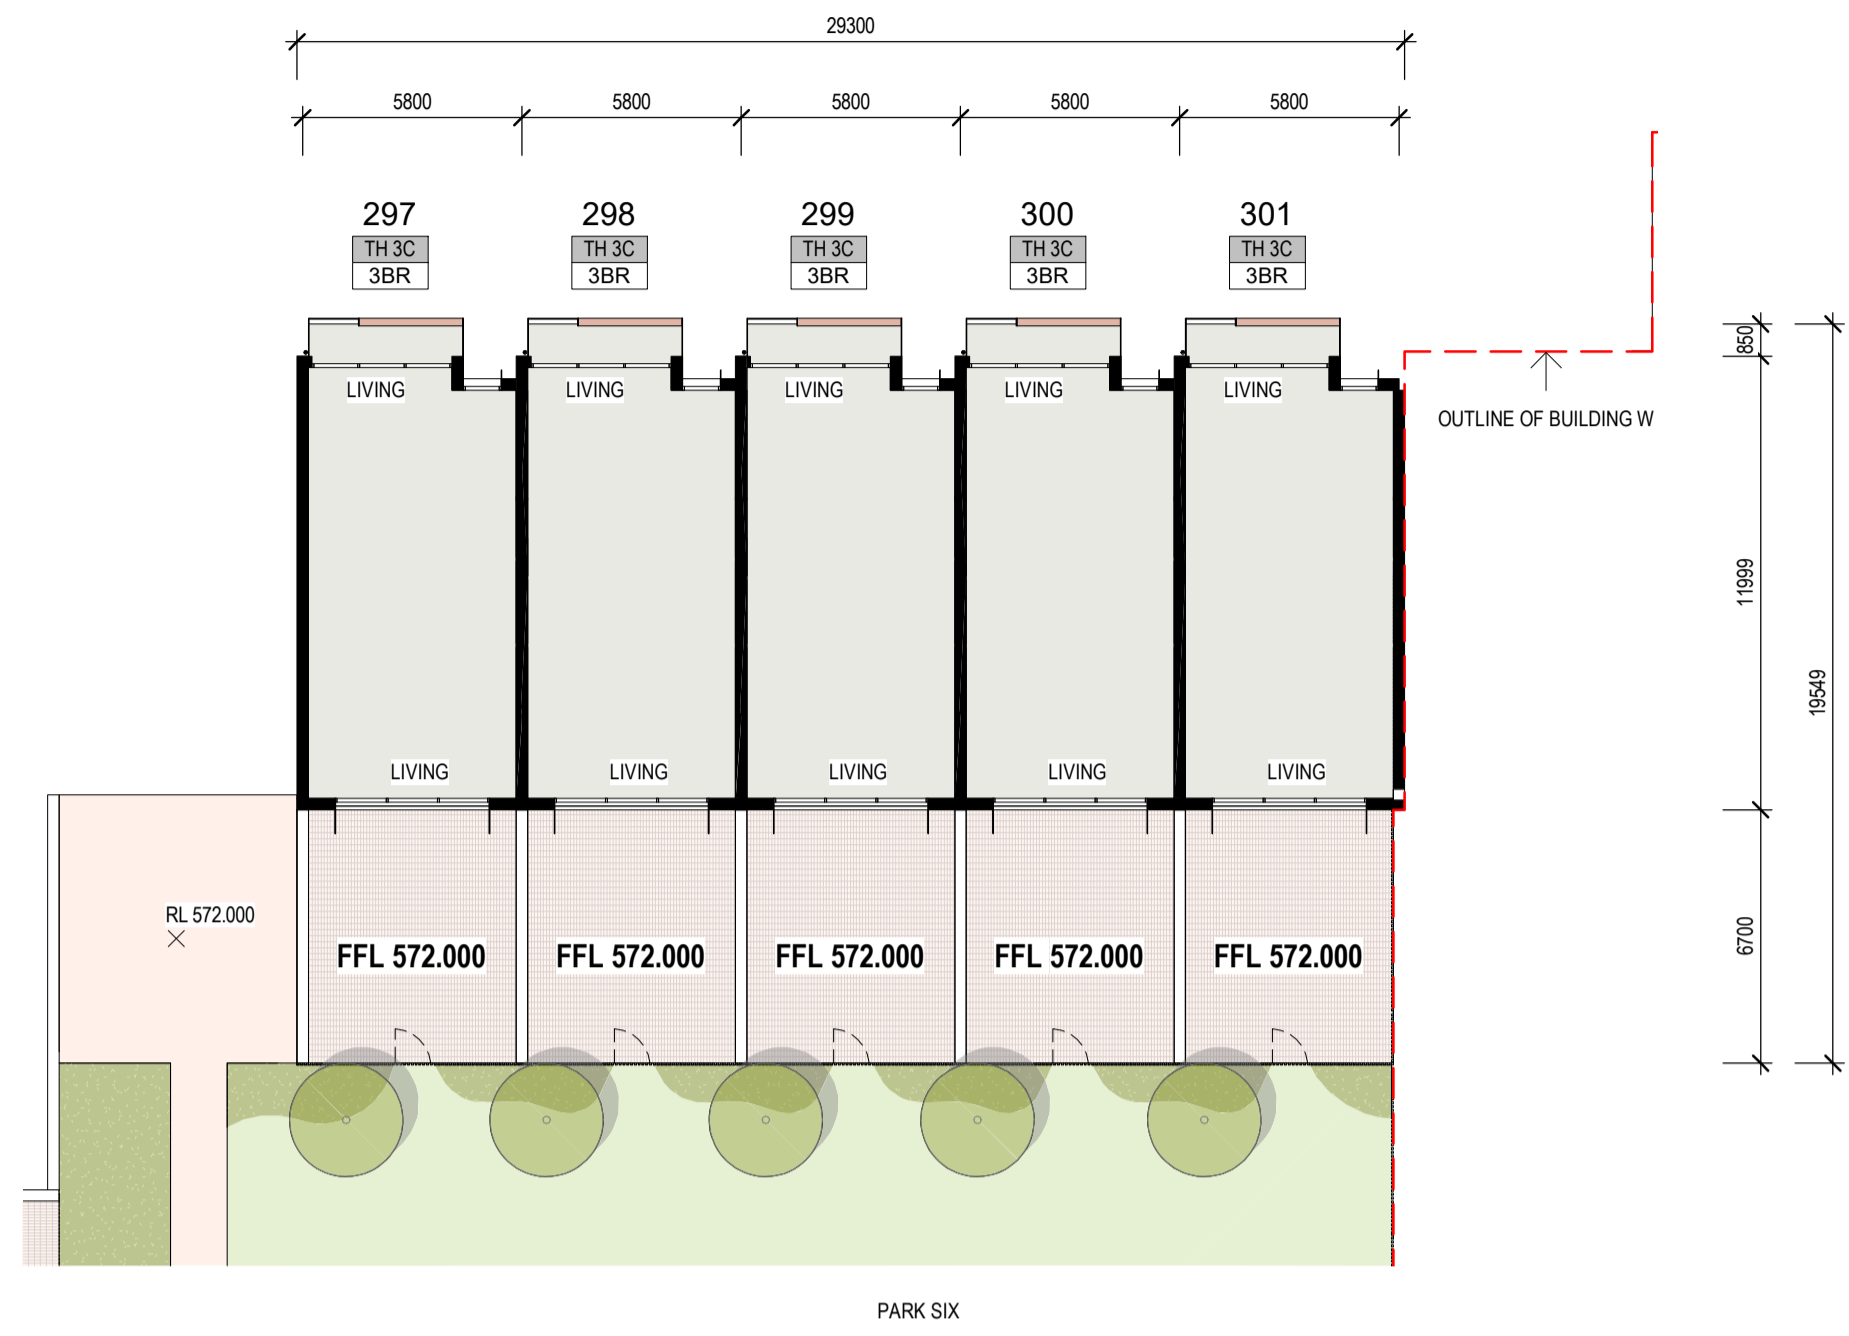 29300
5800 5800 5800 5800 5800
297 298 299 300 301
TH 3C TH 3C TH 3C TH 3C TH 3C
3BR 3BR 3BR 3BR 3BR
850
LIVING LIVING LIVING LIVING LIVING
OUTLINE OF BUILDING W
11999
19549
LIVING LIVING LIVING LIVING LIVING
RL 572.000
6700
FFL 572.000 FFL 572.000 FFL 572.000 FFL 572.000 FFL 572.000
PARK SIX